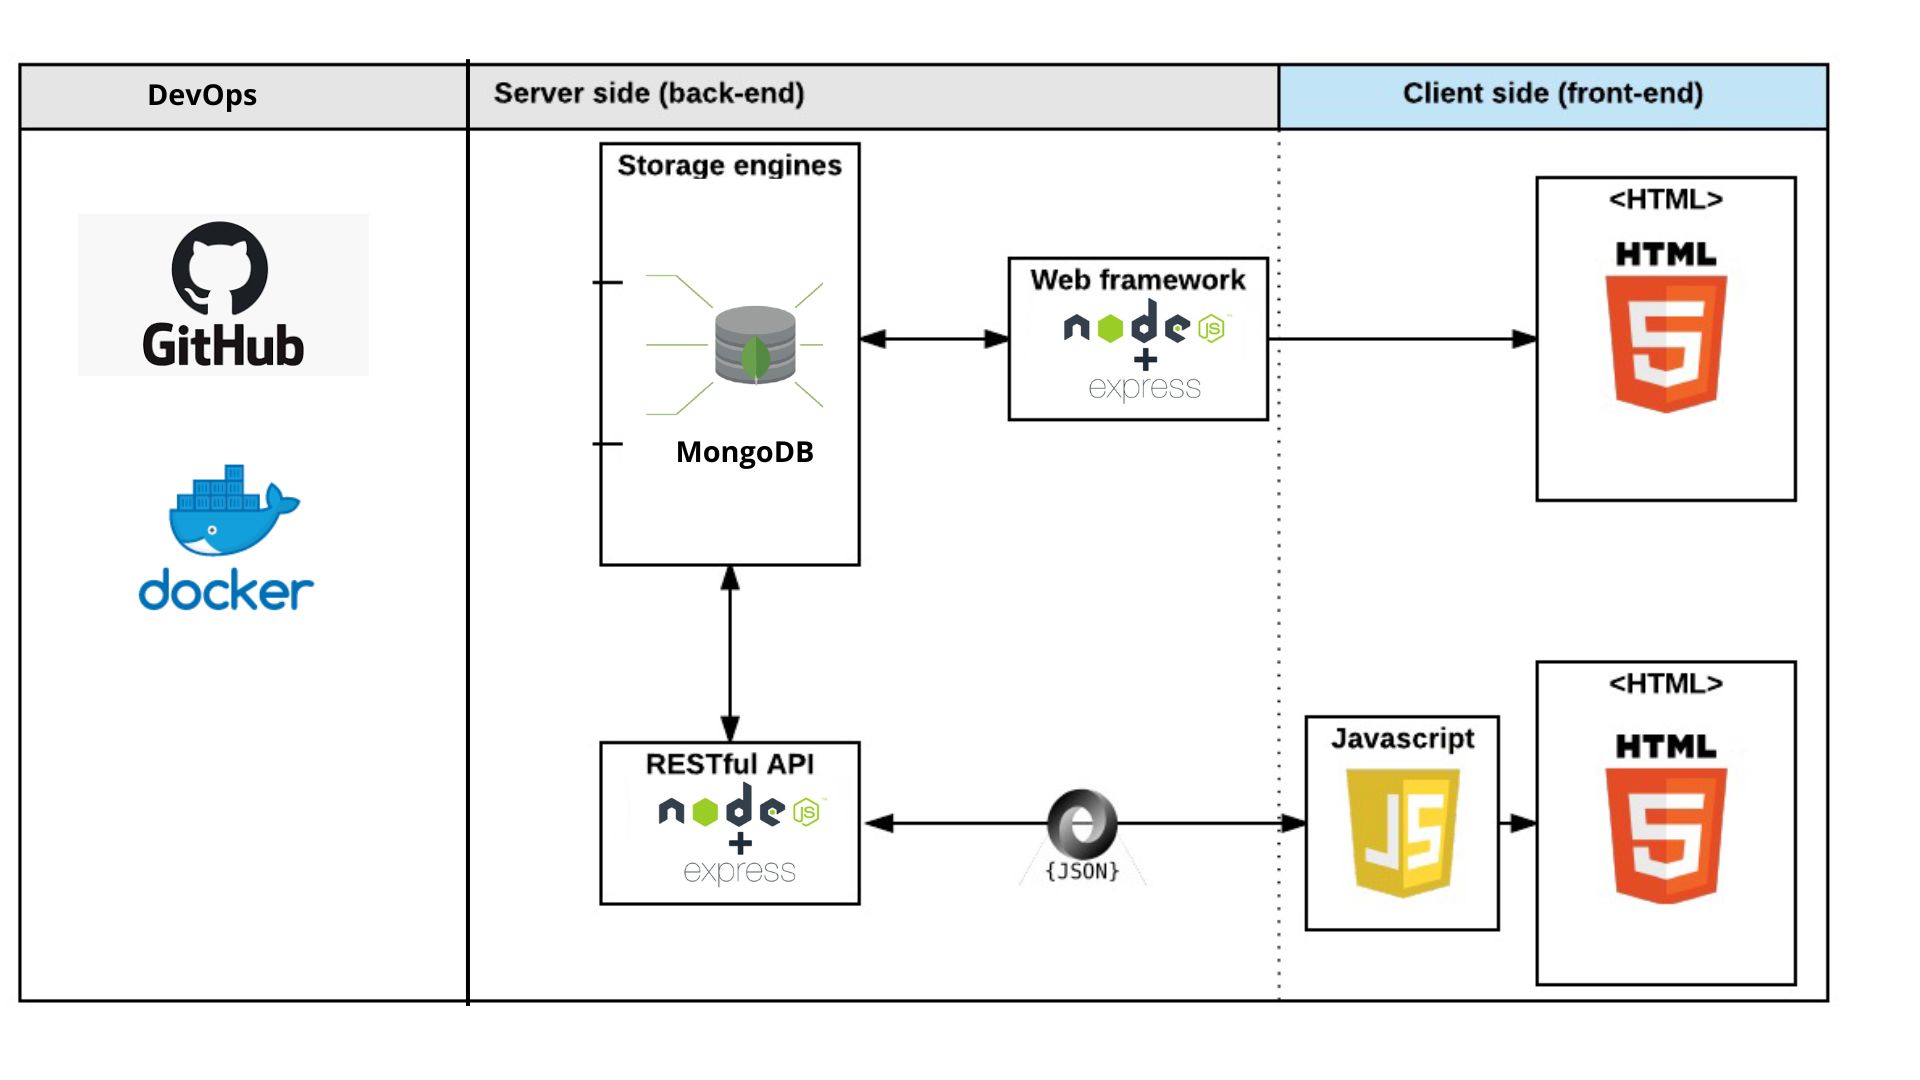 DevOps
Server side (back-end)
Client side (front-end)
GitHub
docker
Storage engines
MongoDB
Web framework
node JS
+
express
<HTML>
HTML
5
RESTful API
node JS
+
express
{JSON}
Javascript
JS
<HTML>
HTML
5